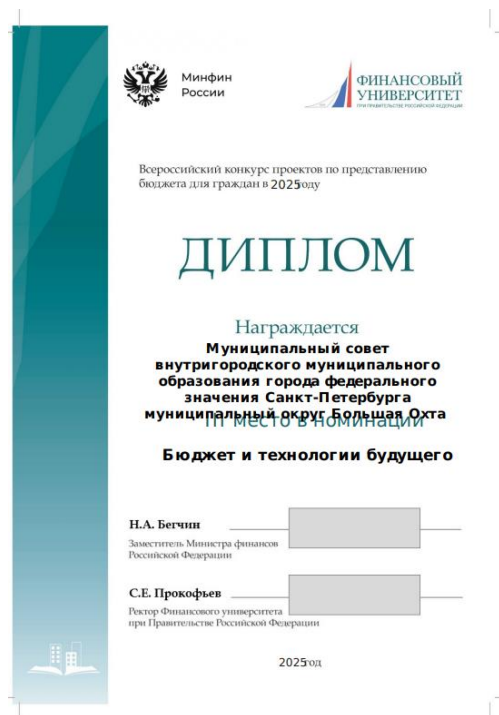 Минфин
России
ФИНАНСОВЫЙ
УНИВЕРСИТЕТ
ПРИ ПРАВИТЕЛЬСТВЕ РОССИЙСКОЙ ФЕДЕРАЦИИ
Всероссийский конкурс проектов по представлению
бюджета для граждан в 2025 году
ДИПЛОМ
Награждается
Муниципальный совет
внутригородского муниципального
образования города федерального
значения Санкт-Петербурга
муниципальный округ Большая Охта
III место в номинации
Бюджет и технологии будущего
Н.А. Бегчин
Заместитель Министра финансов
Российской Федерации
С.Е. Прокофьев
Ректор Финансового университета
при Правительстве Российской Федерации
2025 год